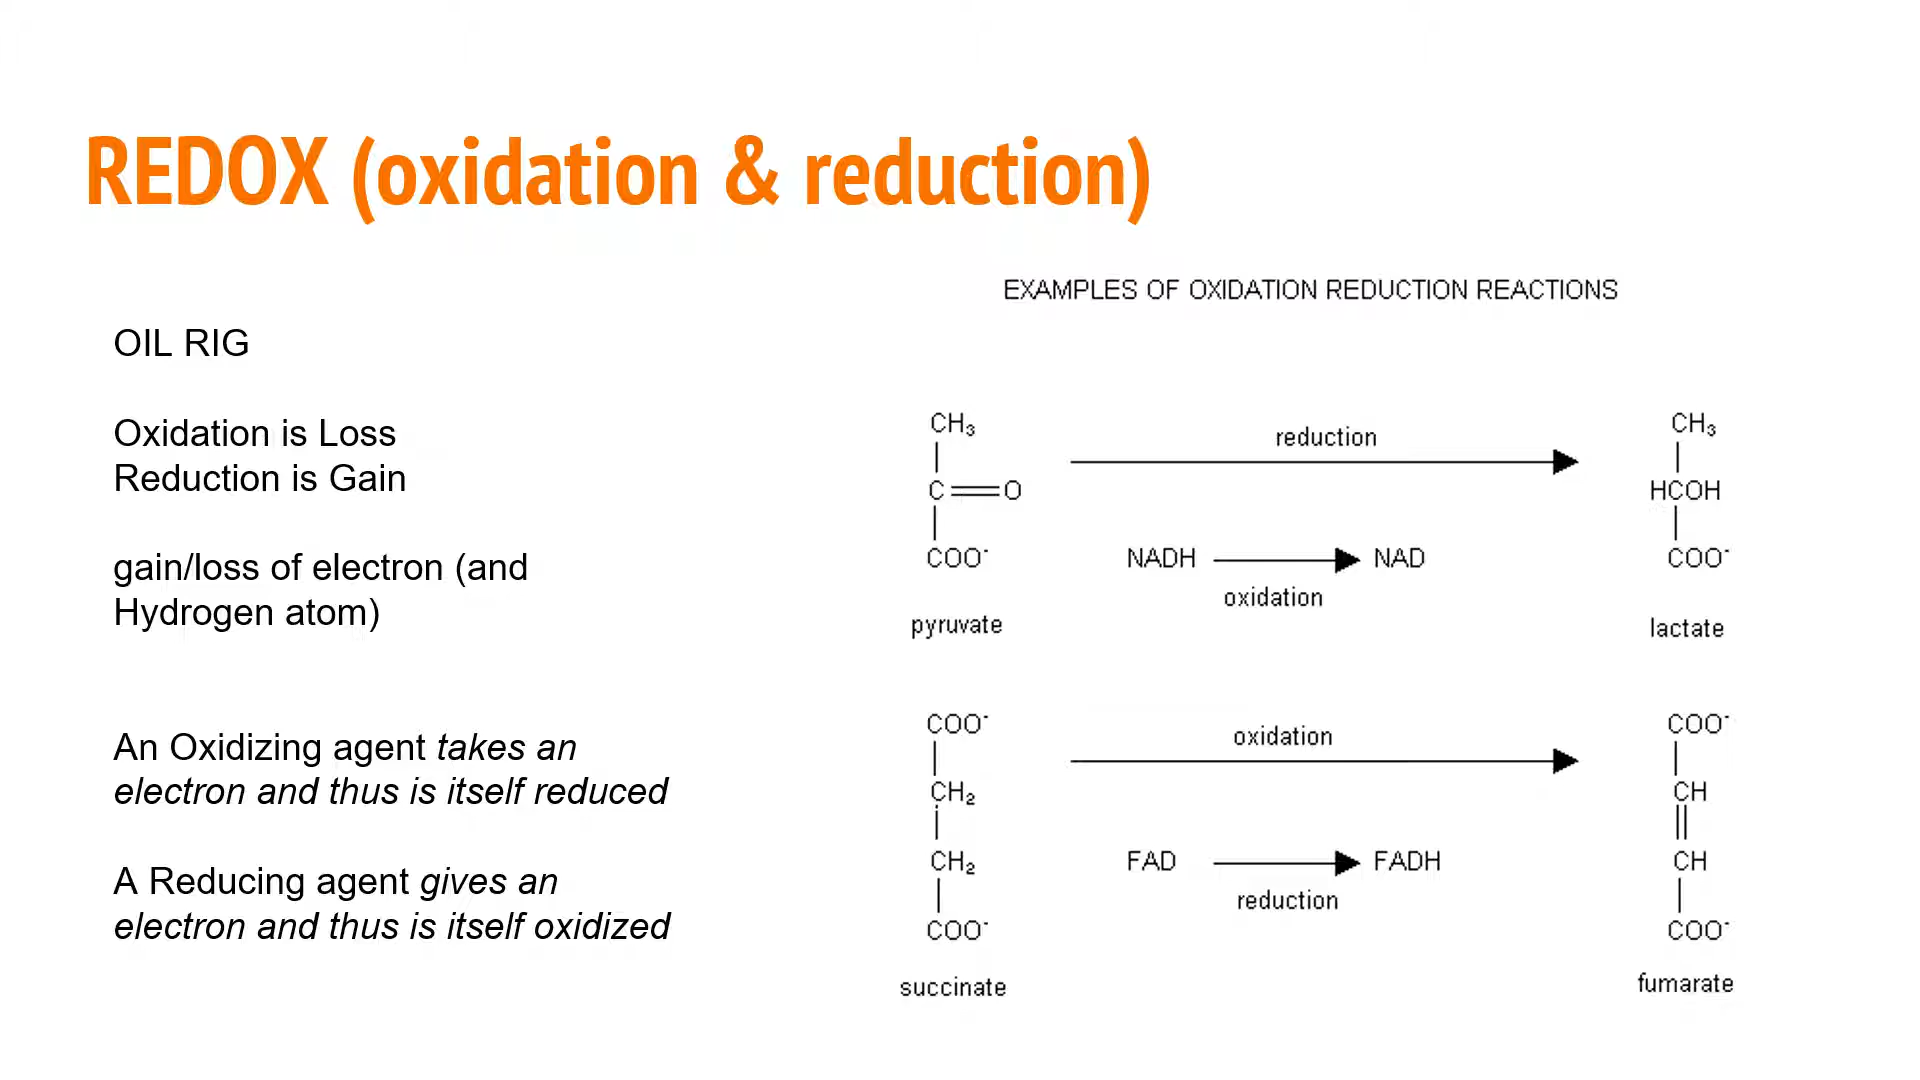 REDOX (oxidation & reduction)
OIL RIG
Oxidation is Loss
Reduction is Gain
gain/loss of electron (and
Hydrogen atom)
An Oxidizing agent takes an
electron and thus is itself reduced
A Reducing agent gives an
electron and thus is itself oxidized
EXAMPLES OF OXIDATION REDUCTION REACTIONS
CH₃
C=O
COO⁻
pyruvate
reduction
NADH → NAD
oxidation
CH₃
HCOH
COO⁻
lactate
COO⁻
CH₂
CH₂
COO⁻
succinate
oxidation
FAD → FADH
reduction
COO⁻
CH
CH
COO⁻
fumarate